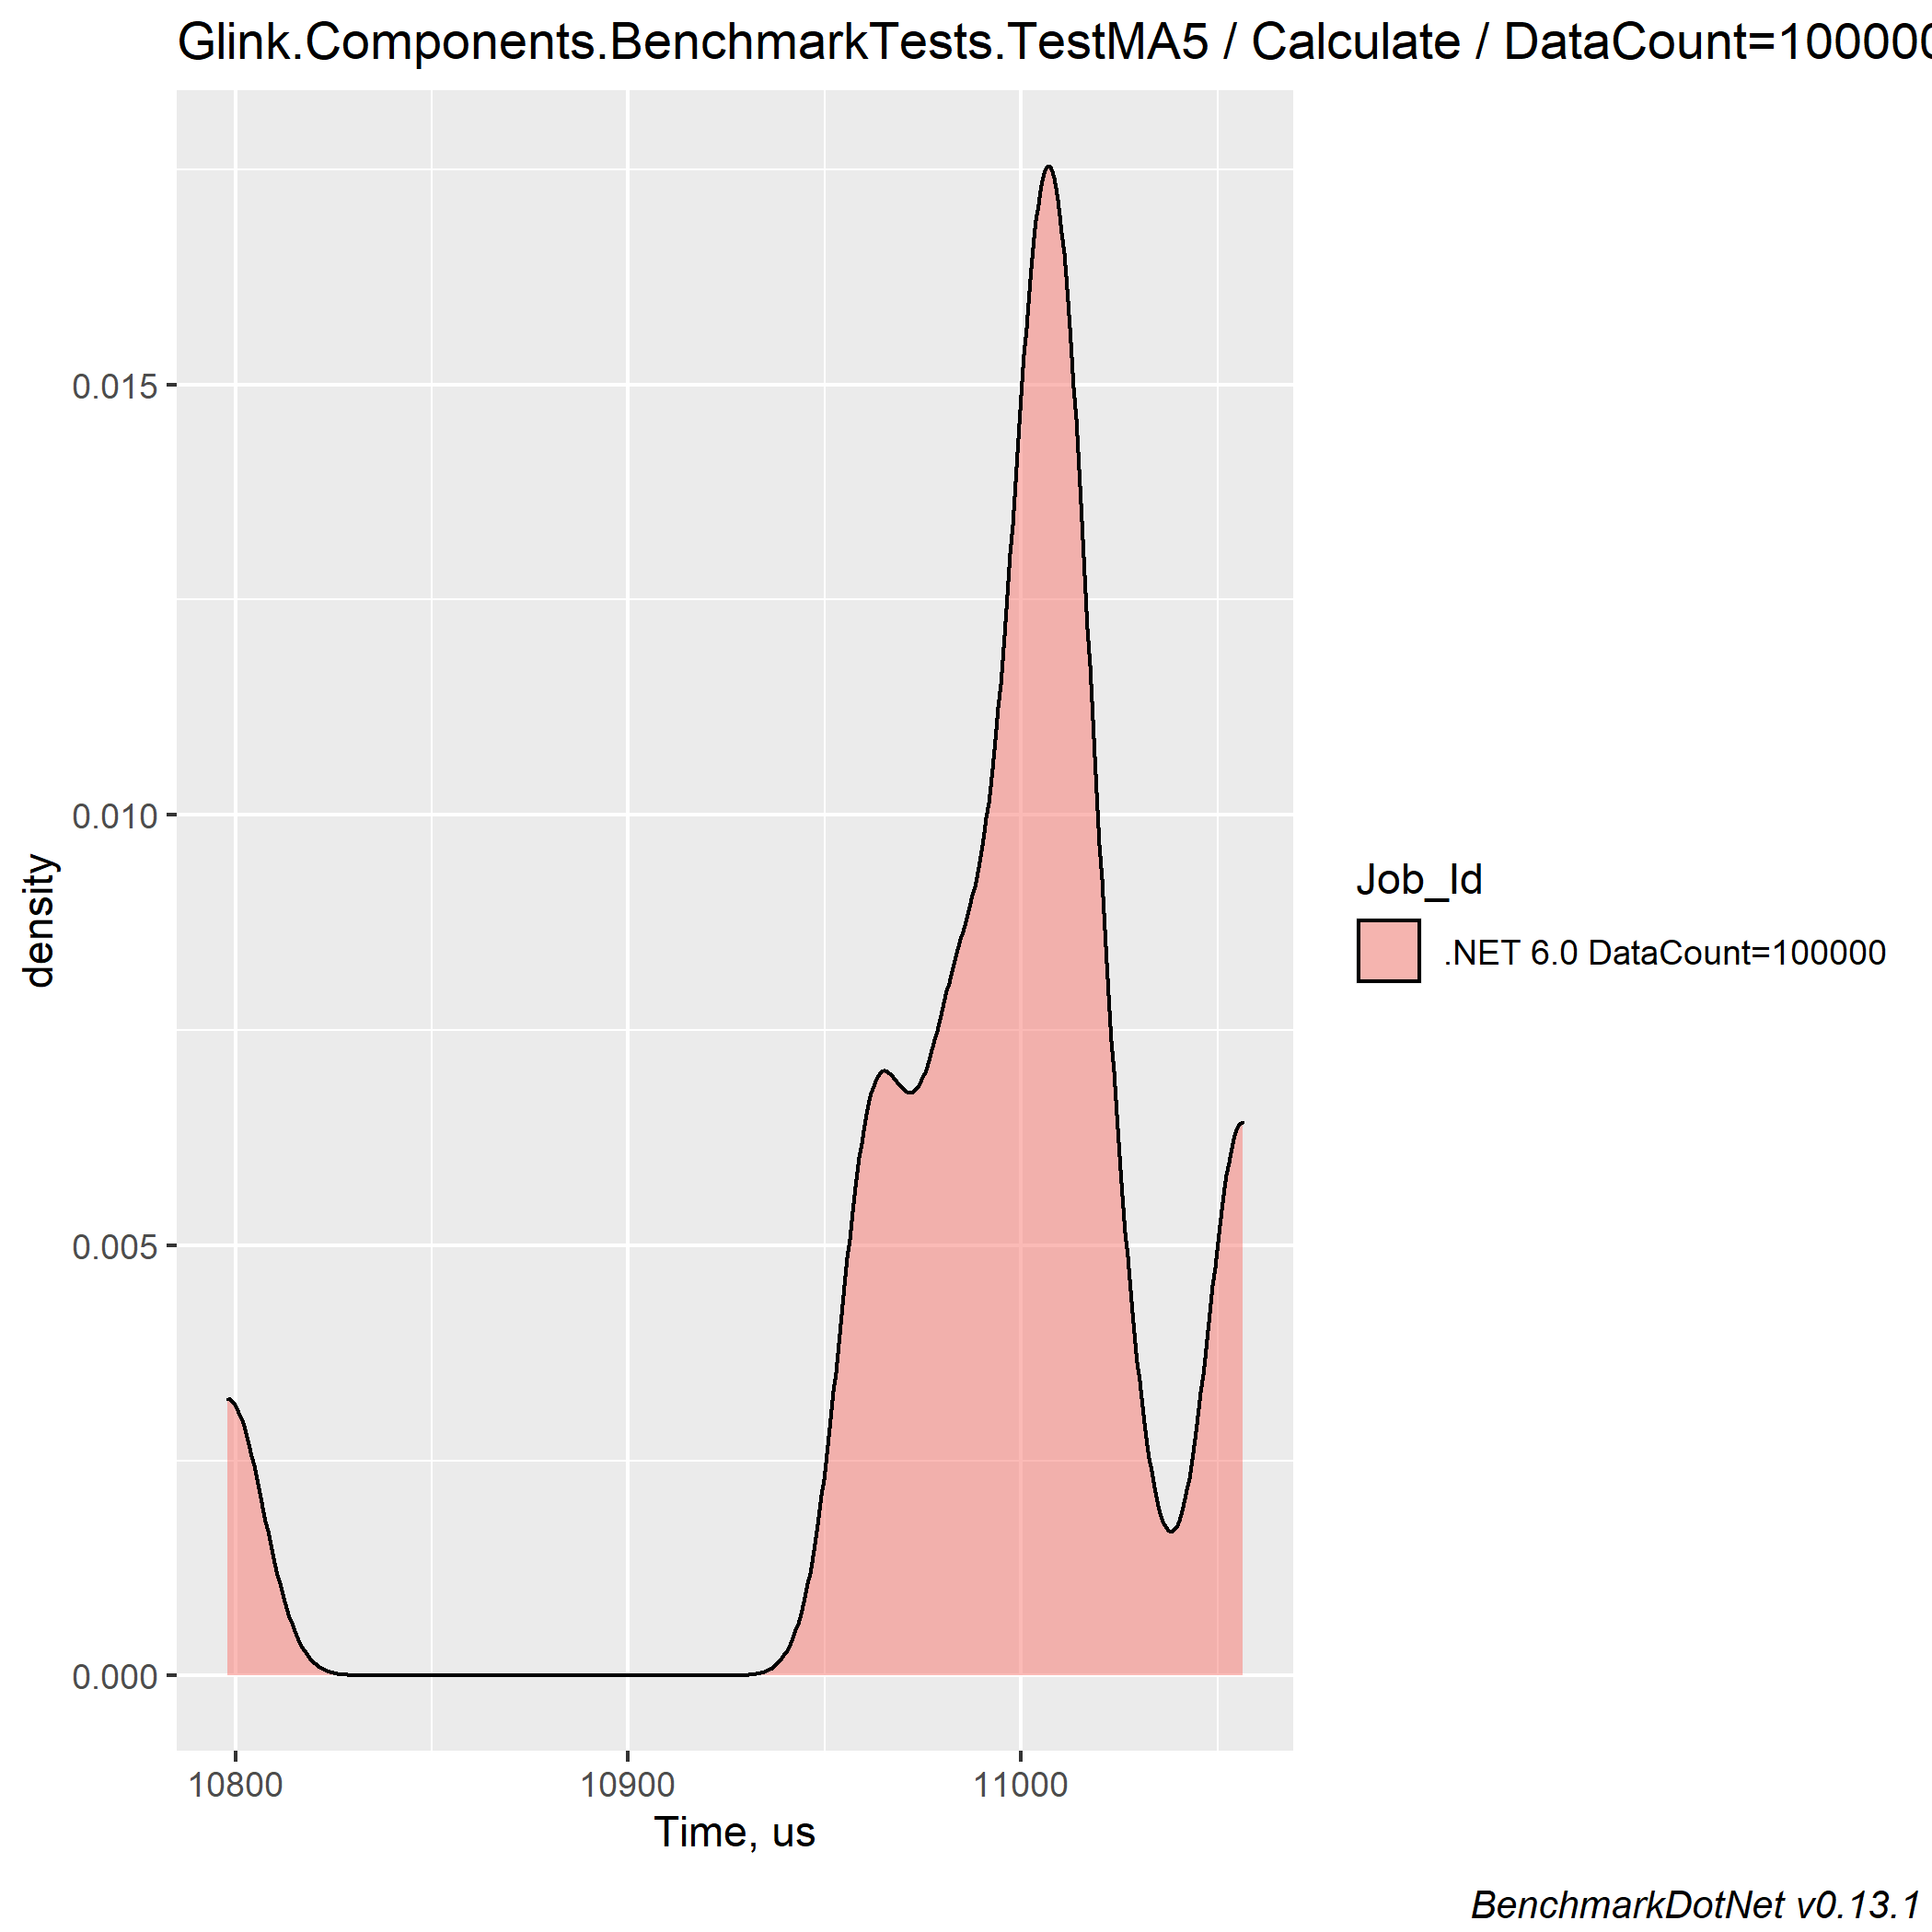 Glink.Components.BenchmarkTests.TestMA5 / Calculate / DataCount=100000
0.015
0.010
0.005
0.000
density
10800 10900 11000
Time, us
Job_Id
.NET 6.0 DataCount=100000
BenchmarkDotNet v0.13.1